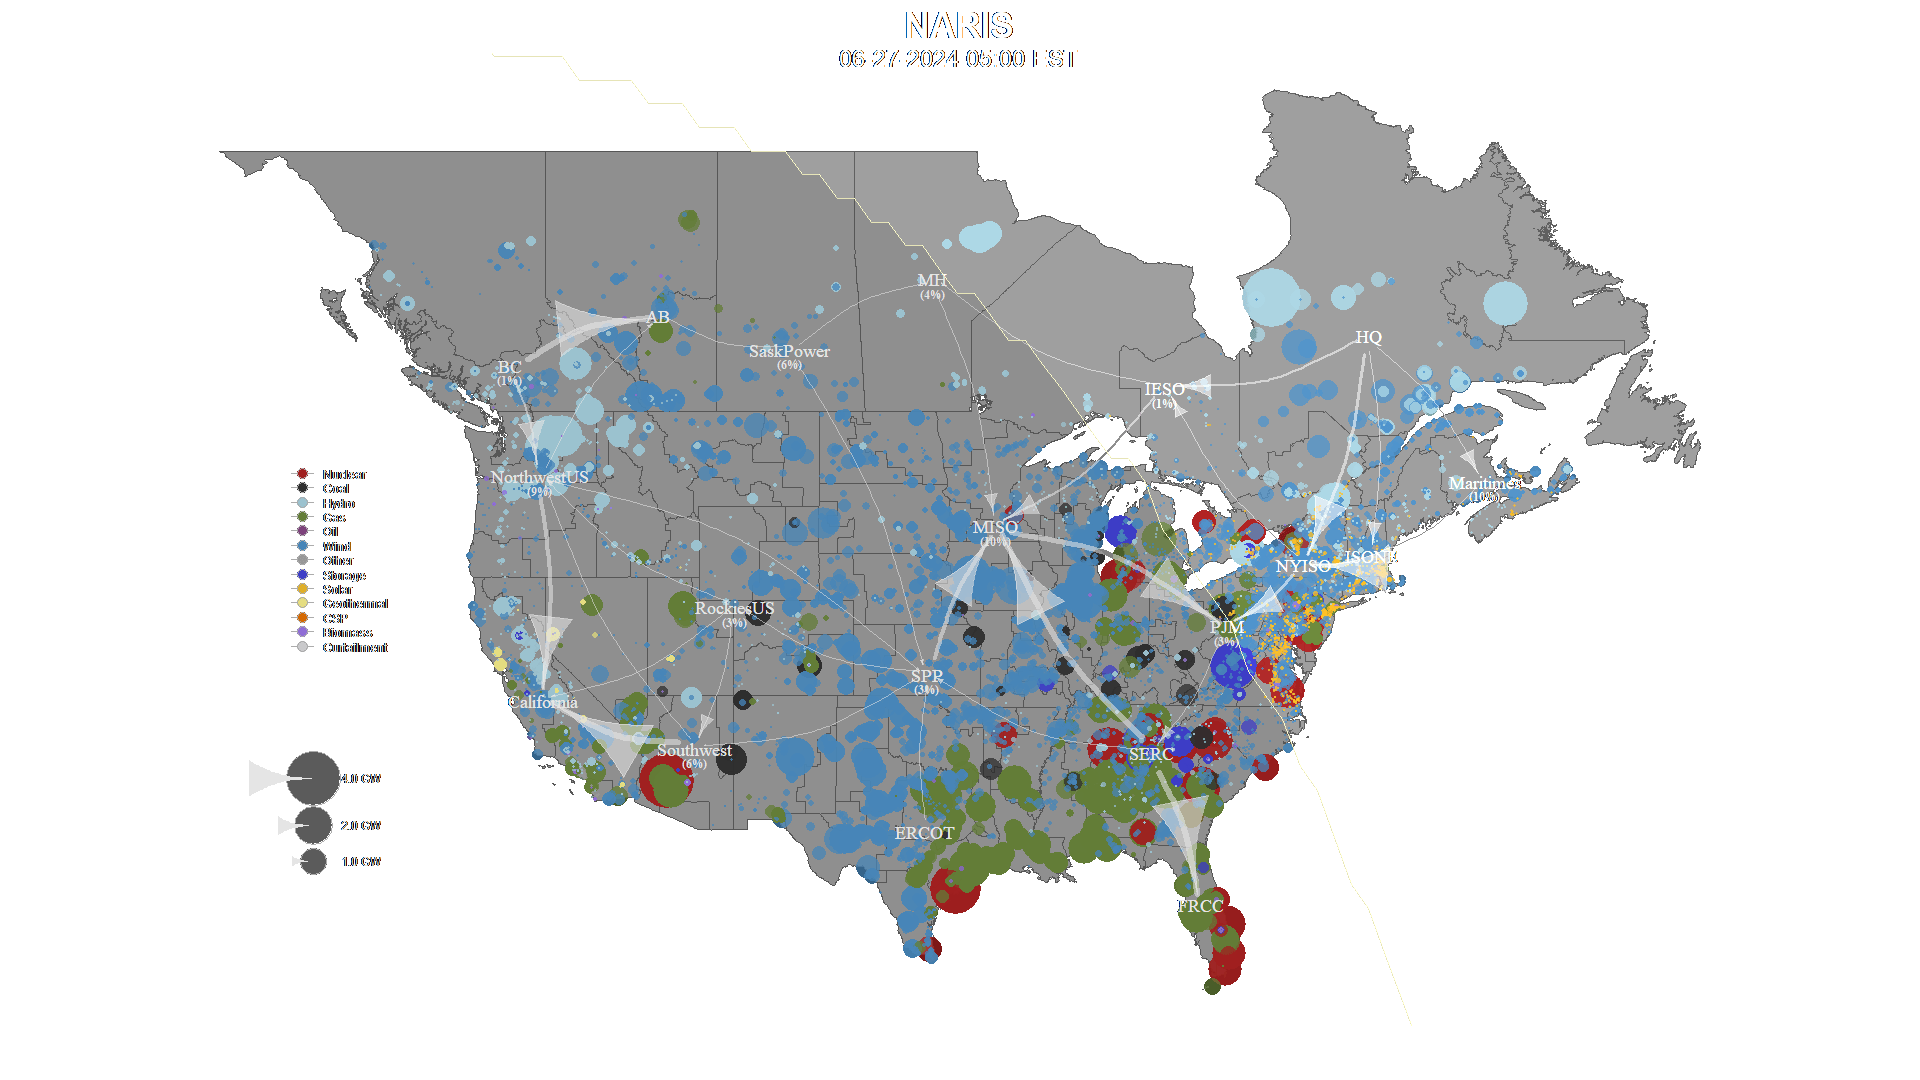 NARIS
06-27-2024 05:00 EST
MH
(4%)
AB
HQ
SaskPower
(6%)
BC
(1%)
IESO
(1%)
NorthwestUS
(9%)
Maritimes
(10%)
MISO
(10%)
NYISO
PJM
(3%)
RockiesUS
(3%)
SPP
(3%)
California
Southwest
(6%)
SERC
ERCOT
FRCC
Nuclear
Coal
Hydro
Gas
Oil
Wind
Other
Storage
Solar
Geothermal
CSP
Biomass
Curtailment
4.0 GW
2.0 GW
1.0 GW